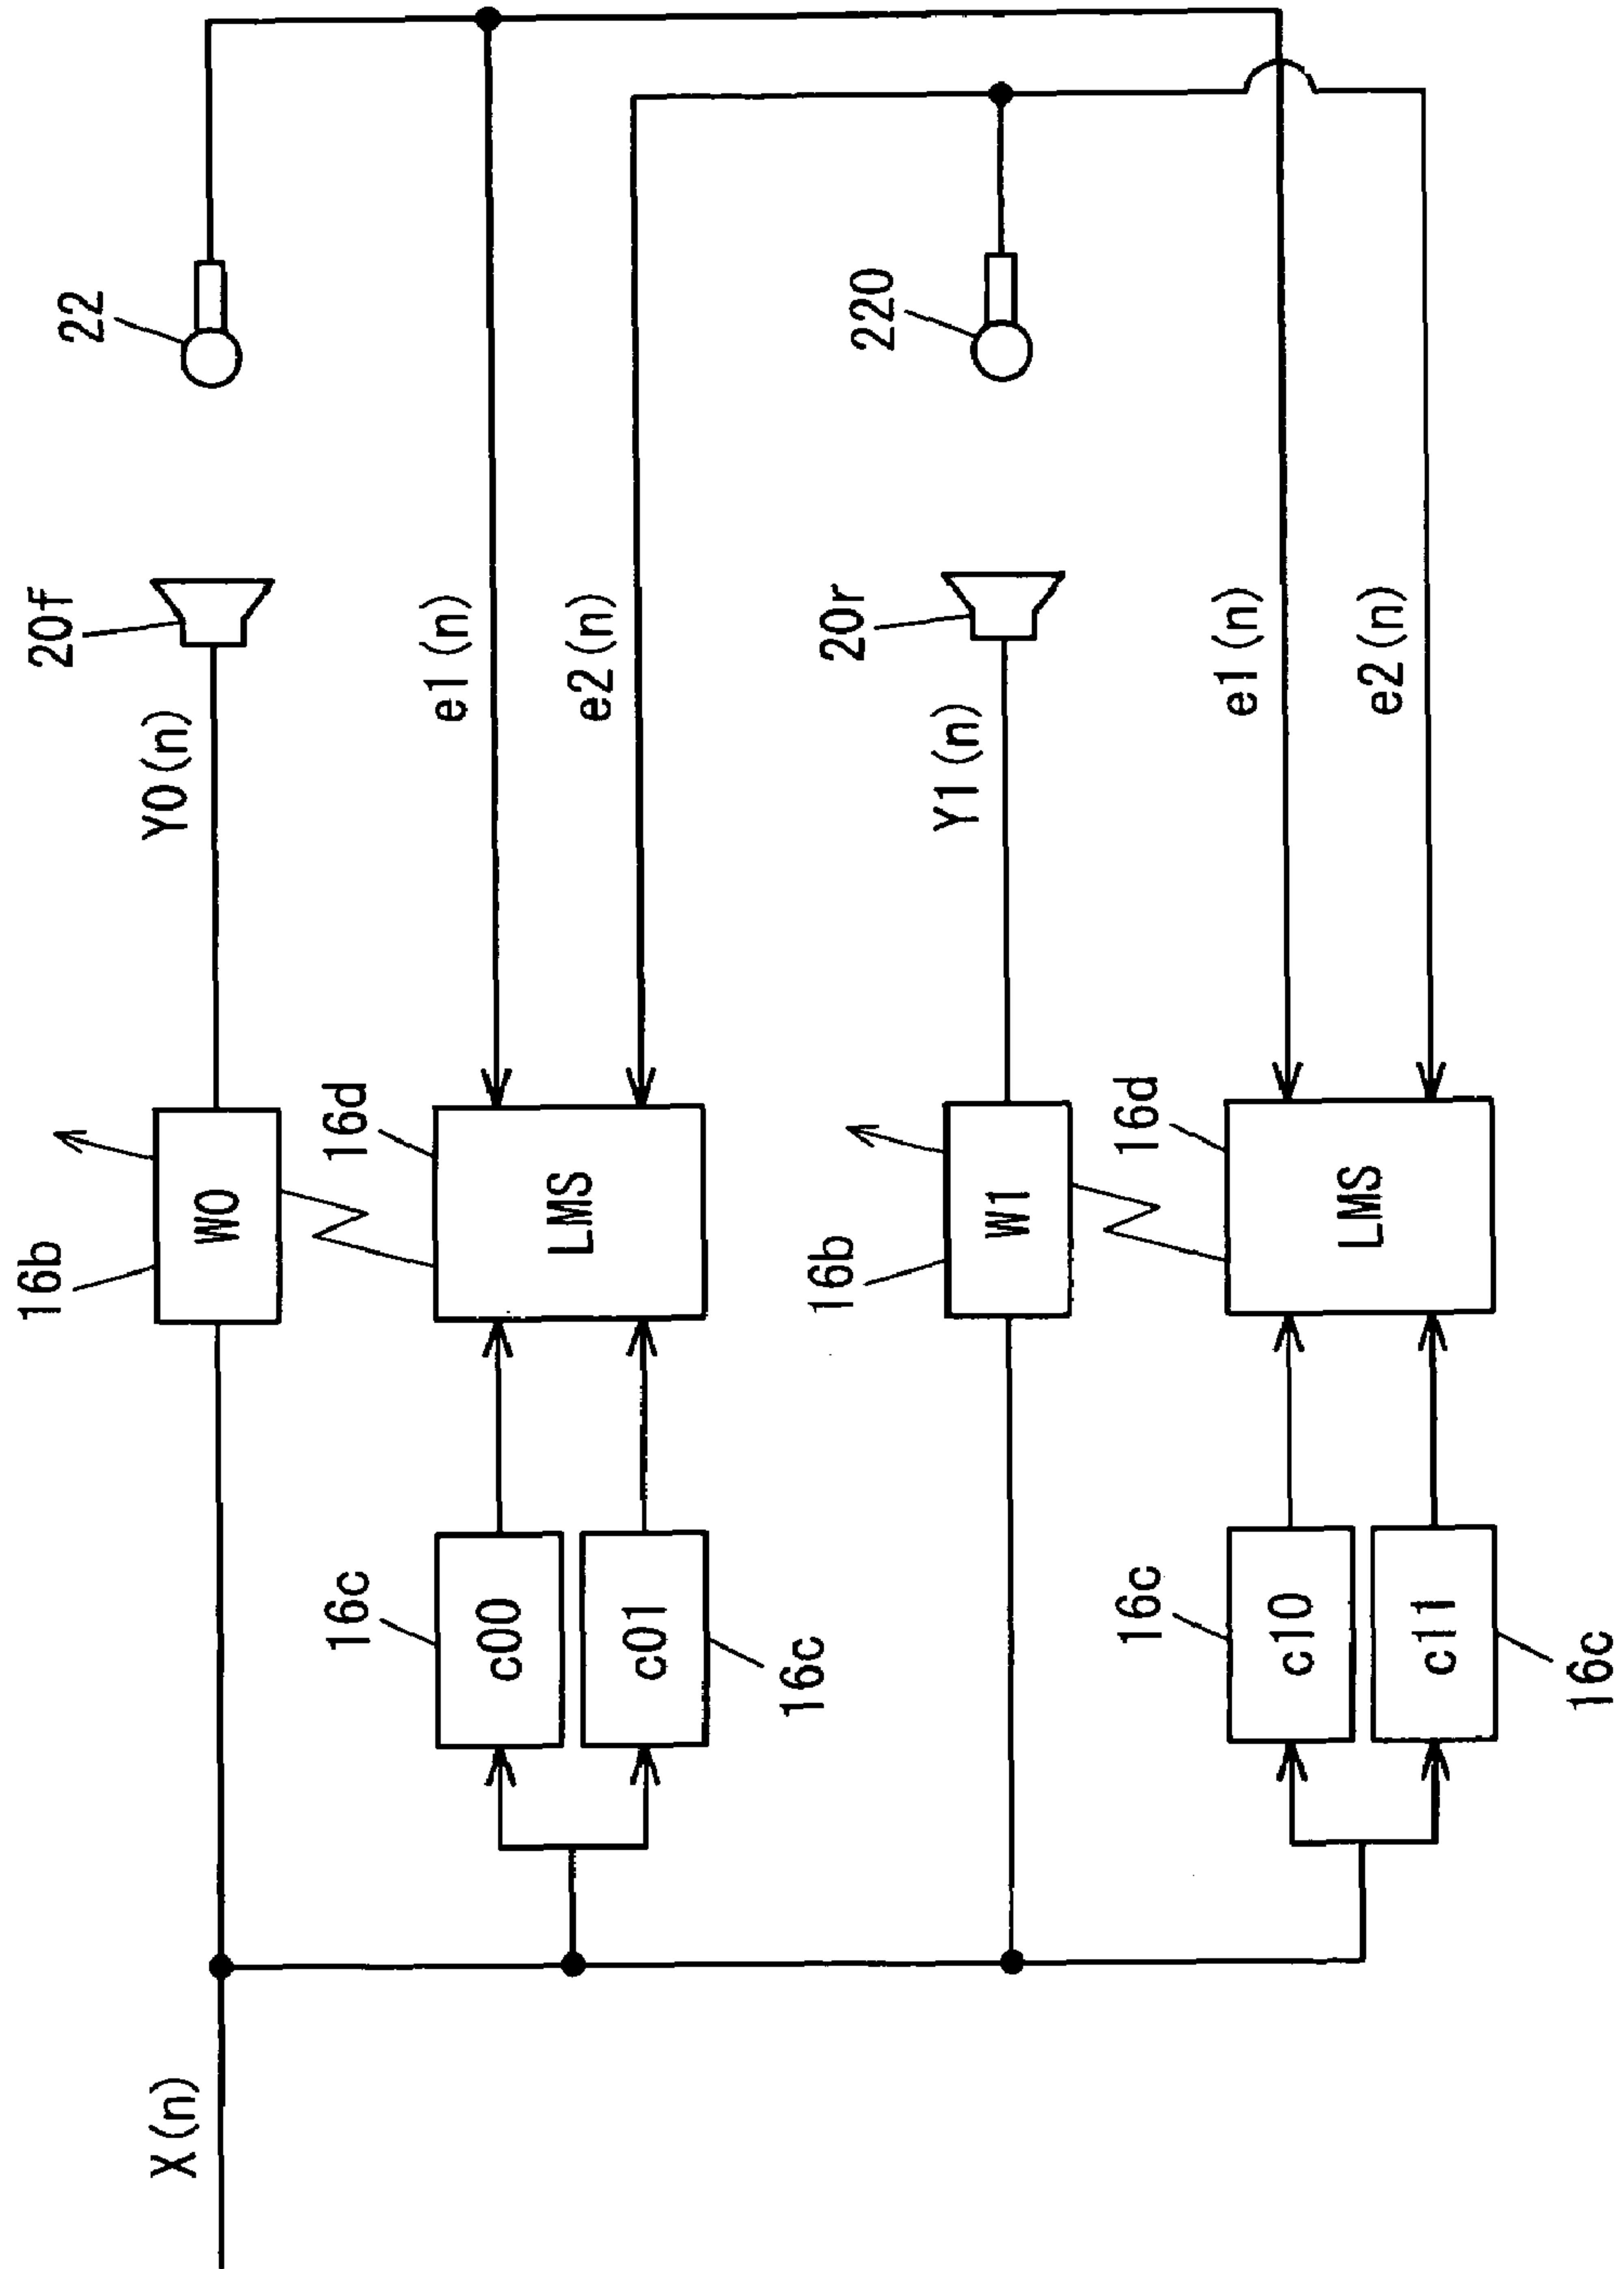 X(n)
16b
W0
Y0(n)
20f
22
16c
c00
16d
LMS
e1(n)
c01
16c
e2(n)
16b
W1
Y1(n)
20r
220
16c
c10
16d
LMS
e1(n)
c11
16c
e2(n)